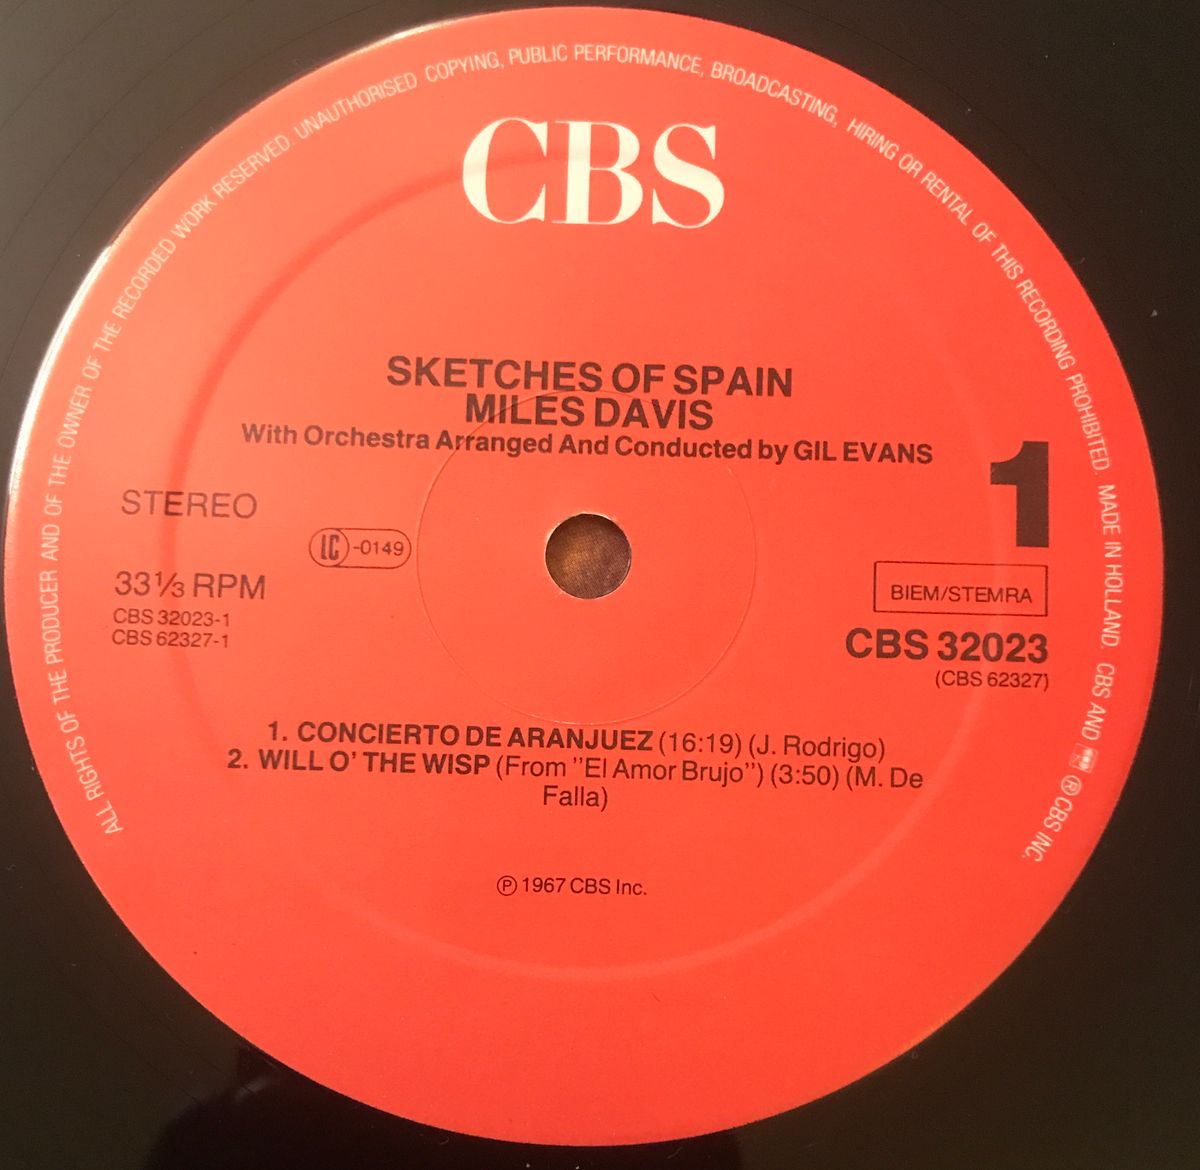 ALL RIGHTS OF THE PRODUCER AND OF THE OWNER OF THE RECORDED WORK RESERVED. UNAUTHORISED COPYING, PUBLIC PERFORMANCE, BROADCASTING, HIRING OR RENTAL OF THIS RECORDING PROHIBITED. MADE IN HOLLAND. CBS AND ® CBS INC.
CBS
SKETCHES OF SPAIN
MILES DAVIS
With Orchestra Arranged And Conducted by GIL EVANS
1
STEREO
LC -0149
33⅓ RPM
CBS 32023-1
CBS 62327-1
BIEM/STEMRA
CBS 32023
(CBS 62327)
1. CONCIERTO DE ARANJUEZ (16:19) (J. Rodrigo)
2. WILL O' THE WISP (From "El Amor Brujo") (3:50) (M. De
Falla)
℗ 1967 CBS Inc.